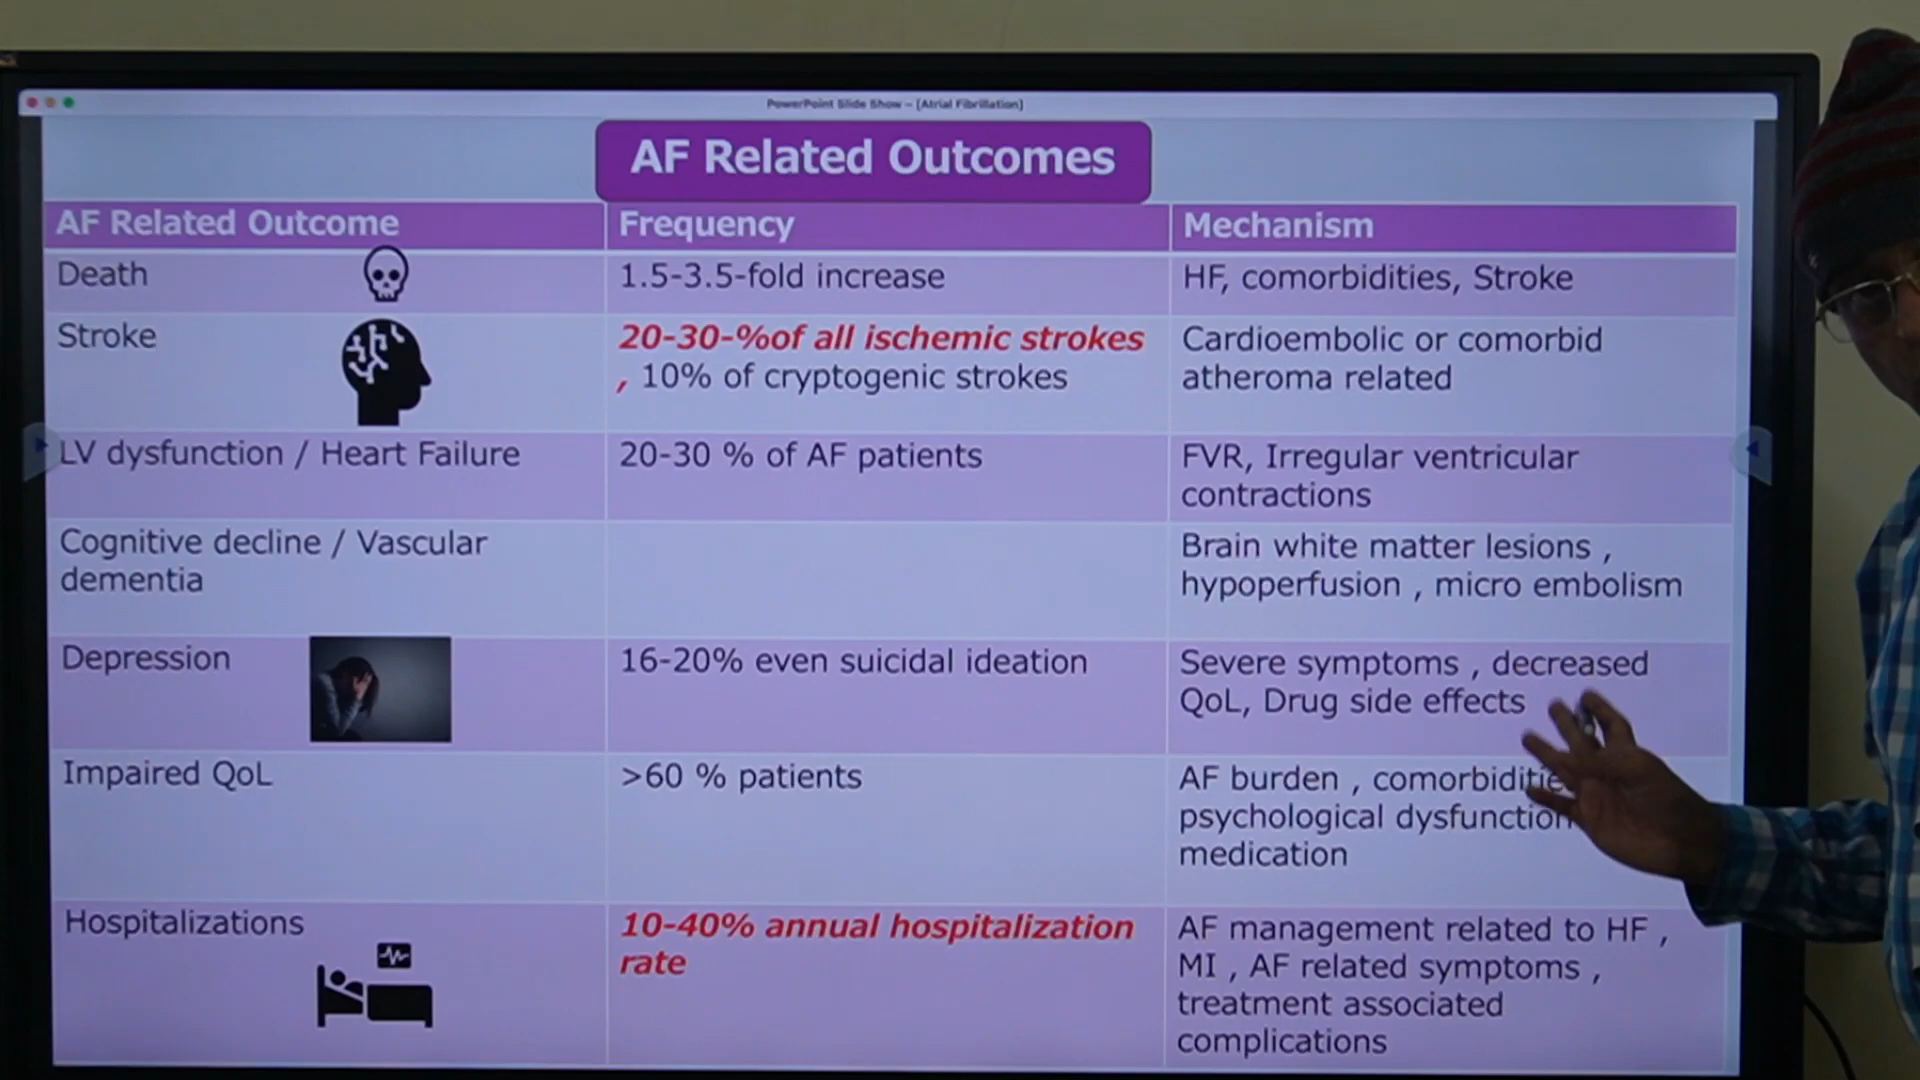 PowerPoint Slide Show – [Atrial Fibrillation]
AF Related Outcomes
AF Related Outcome
Frequency
Mechanism
Death
1.5-3.5-fold increase
HF, comorbidities, Stroke
Stroke
20-30-%of all ischemic strokes
, 10% of cryptogenic strokes
Cardioembolic or comorbid
atheroma related
LV dysfunction / Heart Failure
20-30 % of AF patients
FVR, Irregular ventricular
contractions
Cognitive decline / Vascular
dementia
Brain white matter lesions ,
hypoperfusion , micro embolism
Depression
16-20% even suicidal ideation
Severe symptoms , decreased
QoL, Drug side effects
Impaired QoL
>60 % patients
AF burden ,
psychological dysfunction
medication
Hospitalizations
10-40% annual hospitalization
rate
AF management related to HF ,
MI , AF related symptoms ,
treatment associated
complications